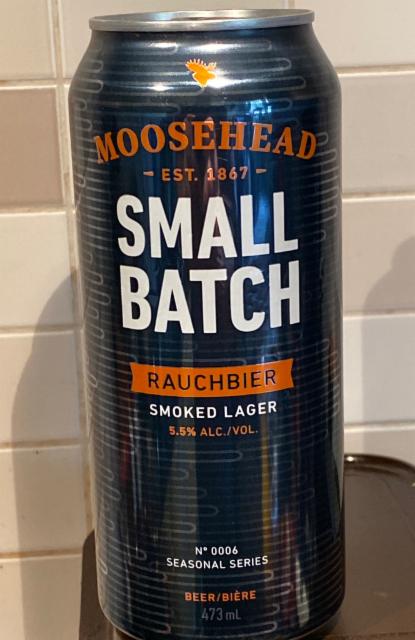 MOOSEHEAD
- EST. 1867 -
SMALL
BATCH
RAUCHBIER
SMOKED LAGER
5.5% ALC./VOL.
Nº 0006
SEASONAL SERIES
BEER/BIÈRE
473 mL